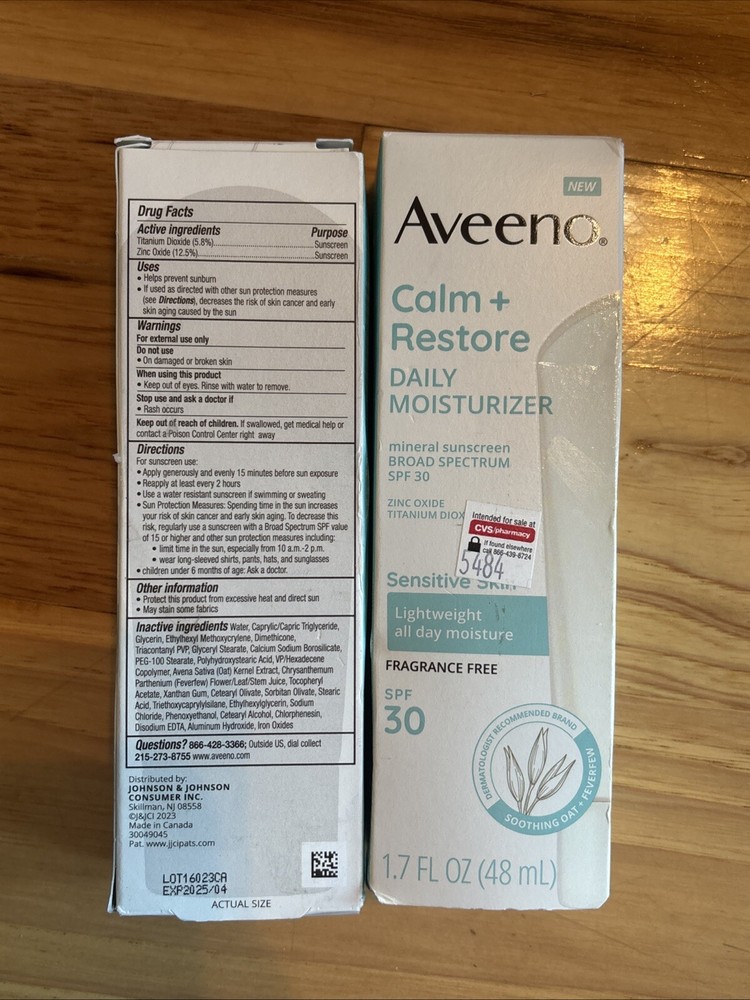 Drug Facts
Active ingredients Purpose
Titanium Dioxide (5.8%)........................Sunscreen
Zinc Oxide (12.5%)..............................Sunscreen
Uses
• Helps prevent sunburn
• If used as directed with other sun protection measures
(see Directions), decreases the risk of skin cancer and early
skin aging caused by the sun
Warnings
For external use only
Do not use
• On damaged or broken skin
When using this product
• Keep out of eyes. Rinse with water to remove.
Stop use and ask a doctor if
• Rash occurs
Keep out of reach of children. If swallowed, get medical help or
contact a Poison Control Center right away
Directions
For sunscreen use:
• Apply generously and evenly 15 minutes before sun exposure
• Reapply at least every 2 hours
• Use a water resistant sunscreen if swimming or sweating
• Sun Protection Measures: Spending time in the sun increases
your risk of skin cancer and early skin aging. To decrease this
risk, regularly use a sunscreen with a Broad Spectrum SPF value
of 15 or higher and other sun protection measures including:
• limit time in the sun, especially from 10 a.m.-2 p.m.
• wear long-sleeved shirts, pants, hats, and sunglasses
• children under 6 months of age: Ask a doctor.
Other information
• Protect this product from excessive heat and direct sun
• May stain some fabrics
Inactive ingredients Water, Caprylic/Capric Triglyceride,
Glycerin, Ethylhexyl Methoxycrylene, Dimethicone,
Triacontanyl PVP, Glyceryl Stearate, Calcium Sodium Borosilicate,
PEG-100 Stearate, Polyhydroxystearic Acid, VP/Hexadecene
Copolymer, Avena Sativa (Oat) Kernel Extract, Chrysanthemum
Parthenium (Feverfew) Flower/Leaf/Stem Juice, Tocopheryl
Acetate, Xanthan Gum, Cetearyl Olivate, Sorbitan Olivate, Stearic
Acid, Triethoxycaprylylsilane, Ethylhexylglycerin, Sodium
Chloride, Phenoxyethanol, Cetearyl Alcohol, Chlorphenesin,
Disodium EDTA, Aluminum Hydroxide, Iron Oxides
Questions? 866-428-3366; Outside US, dial collect
215-273-8755 www.aveeno.com
Distributed by:
JOHNSON & JOHNSON
CONSUMER INC.
Skillman, NJ 08558
©J&JCI 2023
Made in Canada
30049045
Pat. www.jjcipats.com
LOT16023CA
EXP2025/04
ACTUAL SIZE
NEW
Aveeno®
Calm +
Restore
DAILY
MOISTURIZER
mineral sunscreen
BROAD SPECTRUM
SPF 30
ZINC OXIDE
TITANIUM DIOX
Intended for sale at
CVS/pharmacy
If found elsewhere
call 866-439-8724
5484
Sensitive Skin
Lightweight
all day moisture
FRAGRANCE FREE
SPF
30
DERMATOLOGIST RECOMMENDED BRAND
SOOTHING OAT + FEVERFEW
1.7 FL OZ (48 mL)